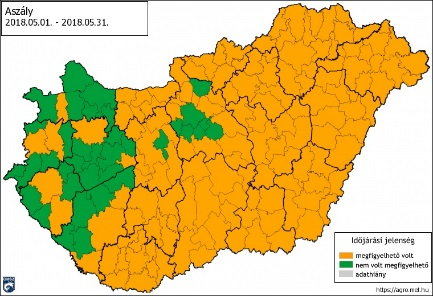 Aszály
2018.05.01. - 2018.05.31.
Időjárási jelenség
megfigyelhető volt
nem volt megfigyelhető
adathiány
https://agro.met.hu